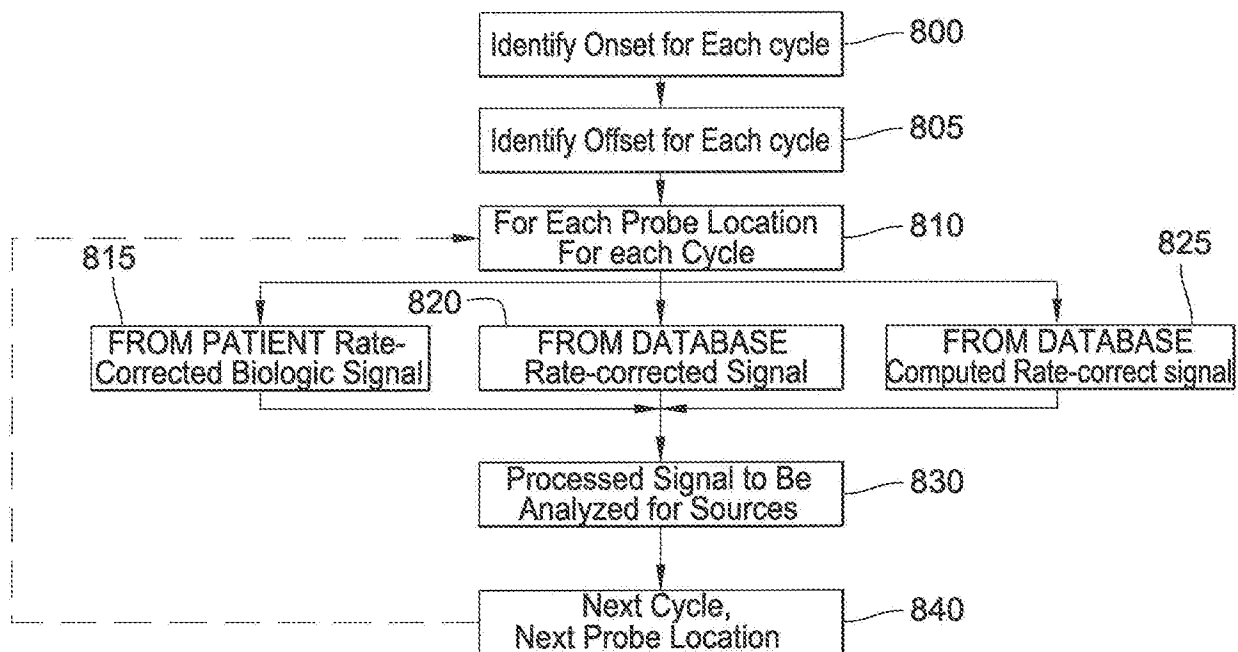 Identify Onset for Each cycle
800
Identify Offset for Each cycle
805
For Each Probe Location
For each Cycle
810
815
820
825
FROM PATIENT Rate-
Corrected Biologic Signal
FROM DATABASE
Rate-corrected Signal
FROM DATABASE
Computed Rate-correct signal
Processed Signal to Be
Analyzed for Sources
830
Next Cycle,
Next Probe Location
840